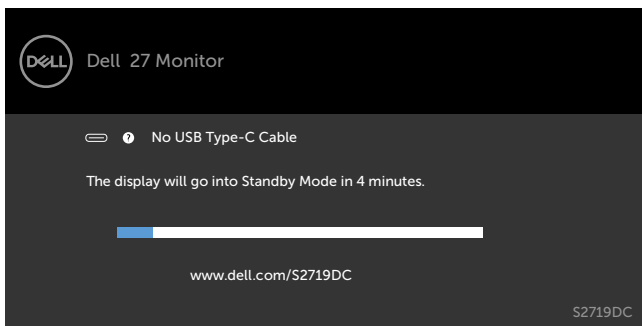 DELL Dell 27 Monitor
? No USB Type-C Cable
The display will go into Standby Mode in 4 minutes.
www.dell.com/S2719DC
S2719DC